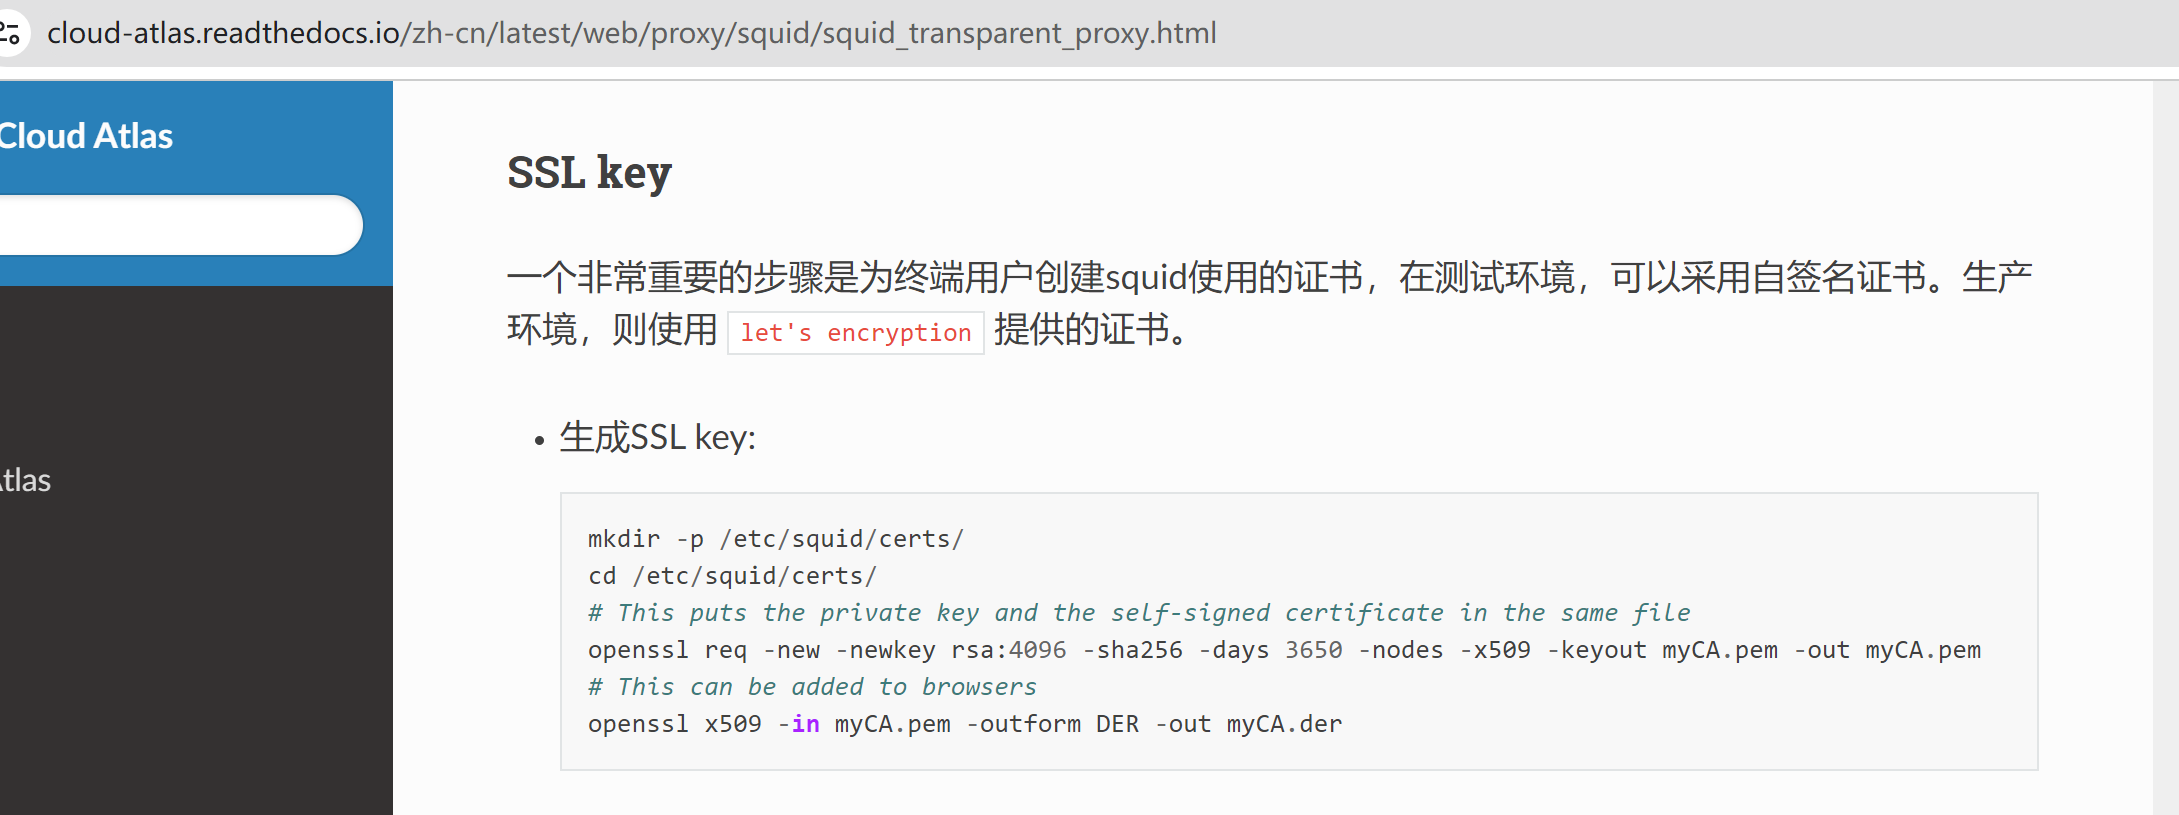 cloud-atlas.readthedocs.io/zh-cn/latest/web/proxy/squid/squid_transparent_proxy.html
Cloud Atlas
SSL key
一个非常重要的步骤是为终端用户创建squid使用的证书，在测试环境，可以采用自签名证书。生产
环境，则使用 let's encryption 提供的证书。
• 生成SSL key:
tlas
mkdir -p /etc/squid/certs/
cd /etc/squid/certs/
# This puts the private key and the self-signed certificate in the same file
openssl req -new -newkey rsa:4096 -sha256 -days 3650 -nodes -x509 -keyout myCA.pem -out myCA.pem
# This can be added to browsers
openssl x509 -in myCA.pem -outform DER -out myCA.der